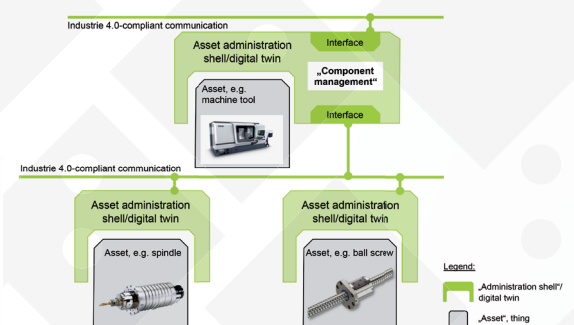 Industrie 4.0-compliant communication
Asset administration
shell/digital twin
Interface
„Component
management“
Asset, e.g.
machine tool
Interface
Industrie 4.0-compliant communication
Asset administration
shell/digital twin
Asset administration
shell/digital twin
Asset, e.g. spindle
Asset, e.g. ball screw
Legend:
„Administration shell“/
digital twin
„Asset“, thing